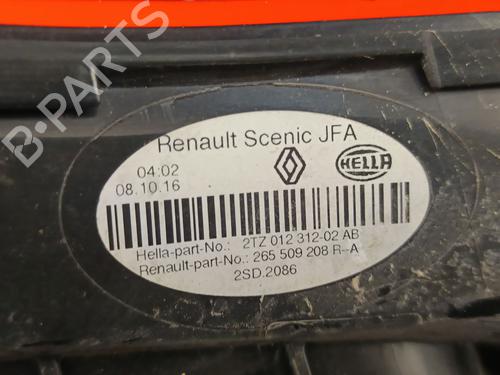 B-PARTS
Renault Scenic JFA
04:02
08.10.16
HELLA
Hella-part-No.: 2TZ 012 312-02 AB
Renault-part-No.: 265 509 208 R-A
2SD.2086